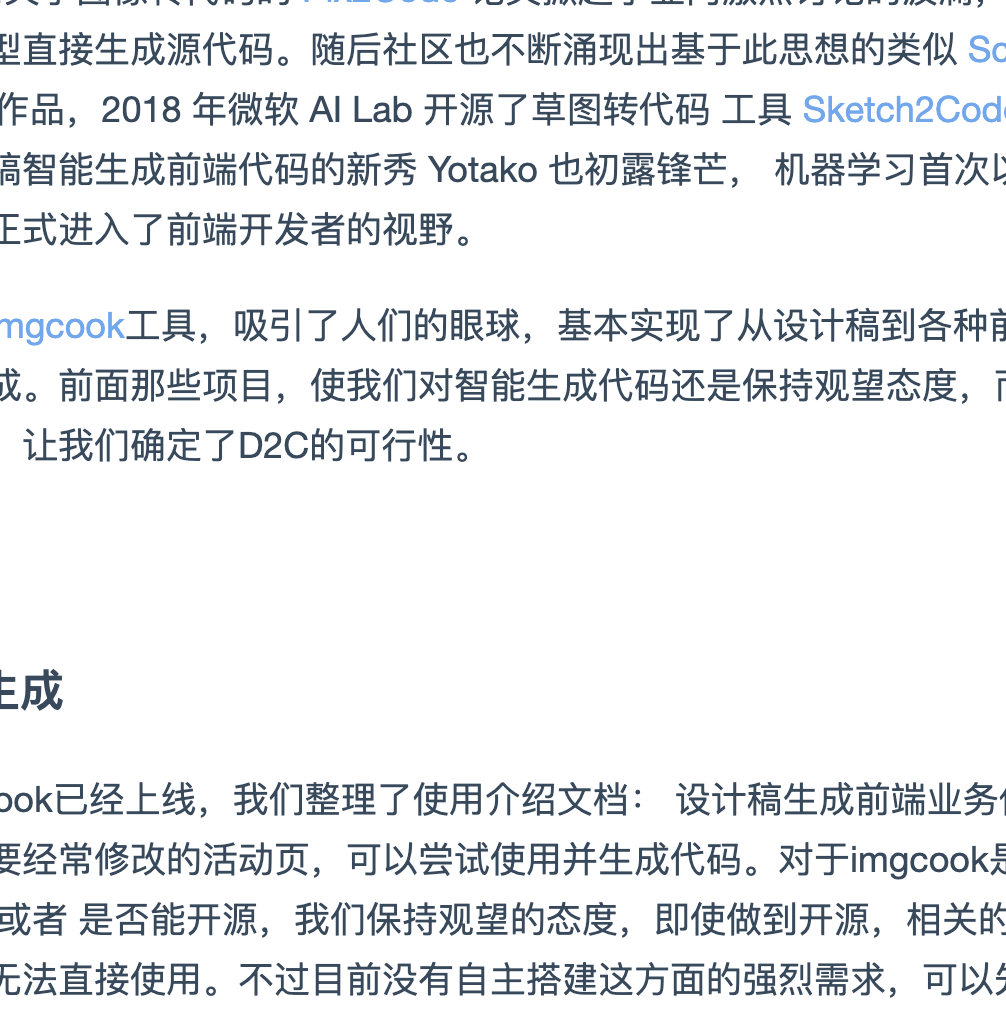 型直接生成源代码。随后社区也不断涌现出基于此思想的类似
作品，2018 年微软 AI Lab 开源了草图转代码 工具 Sketch2Code
稿智能生成前端代码的新秀 Yotako 也初露锋芒， 机器学习首次以
正式进入了前端开发者的视野。
imgcook工具，吸引了人们的眼球，基本实现了从设计稿到各种前
成。前面那些项目，使我们对智能生成代码还是保持观望态度，而
，让我们确定了D2C的可行性。
生成
ook已经上线，我们整理了使用介绍文档： 设计稿生成前端业务代
要经常修改的活动页，可以尝试使用并生成代码。对于imgcook是
或者 是否能开源，我们保持观望的态度，即使做到开源，相关的
无法直接使用。不过目前没有自主搭建这方面的强烈需求，可以先